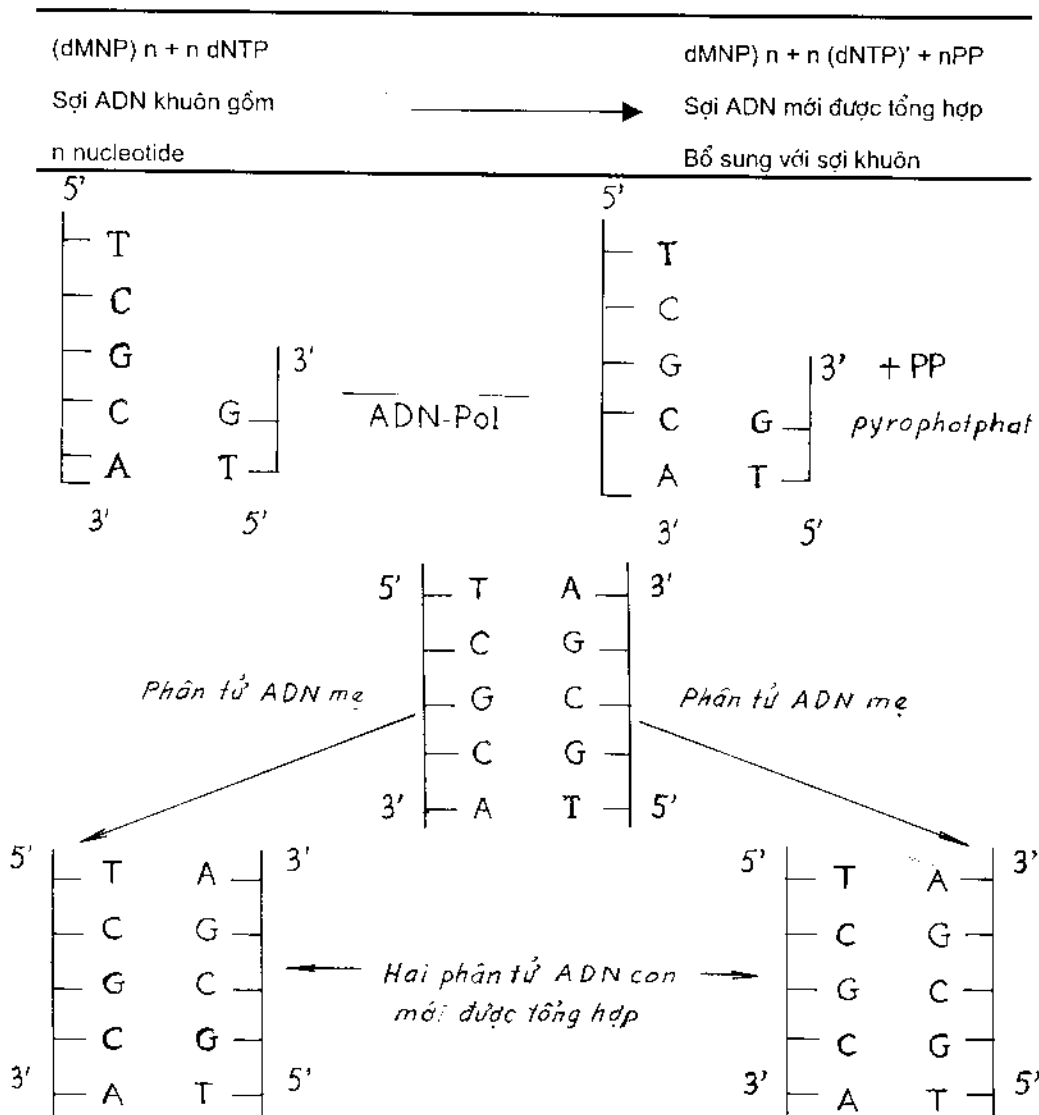 (dMNP) n + n dNTP
dMNP) n + n (dNTP)' + nPP
Sợi ADN khuôn gồm
Sợi ADN mới được tổng hợp
n nucleotide
Bổ sung với sợi khuôn
5' 5'
T T
C C
G 3' G 3' + PP
C G ADN-Pol C G pyrophotphat
A T A T
3' 5' 3' 5'
5' T A 3'
C G
Phân tử ADN mẹ G C Phân tử ADN mẹ
C G
3' A T 5'
5' T A 3' 5' T A 3'
C G C G
G C Hai phân tử ADN con G C
mới được tổng hợp
C G C G
3' A T 5' 3' A T 5'